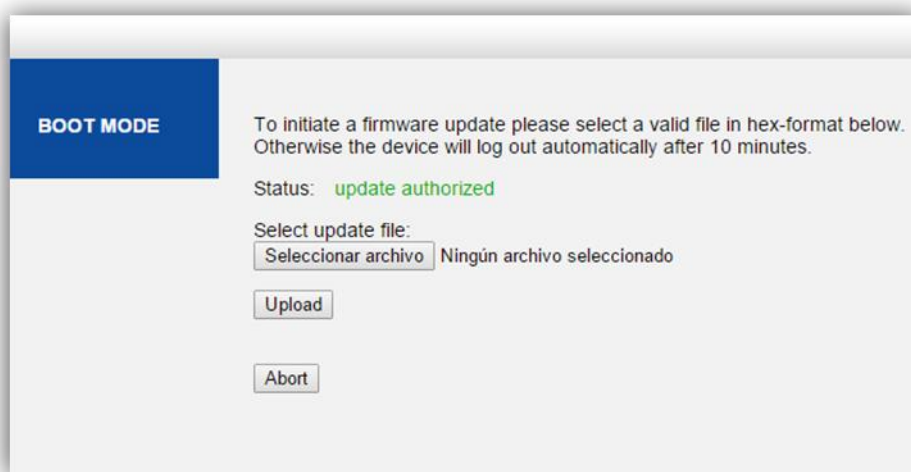 BOOT MODE
To initiate a firmware update please select a valid file in hex-format below.
Otherwise the device will log out automatically after 10 minutes.
Status: update authorized
Select update file:
Seleccionar archivo Ningún archivo seleccionado
Upload
Abort